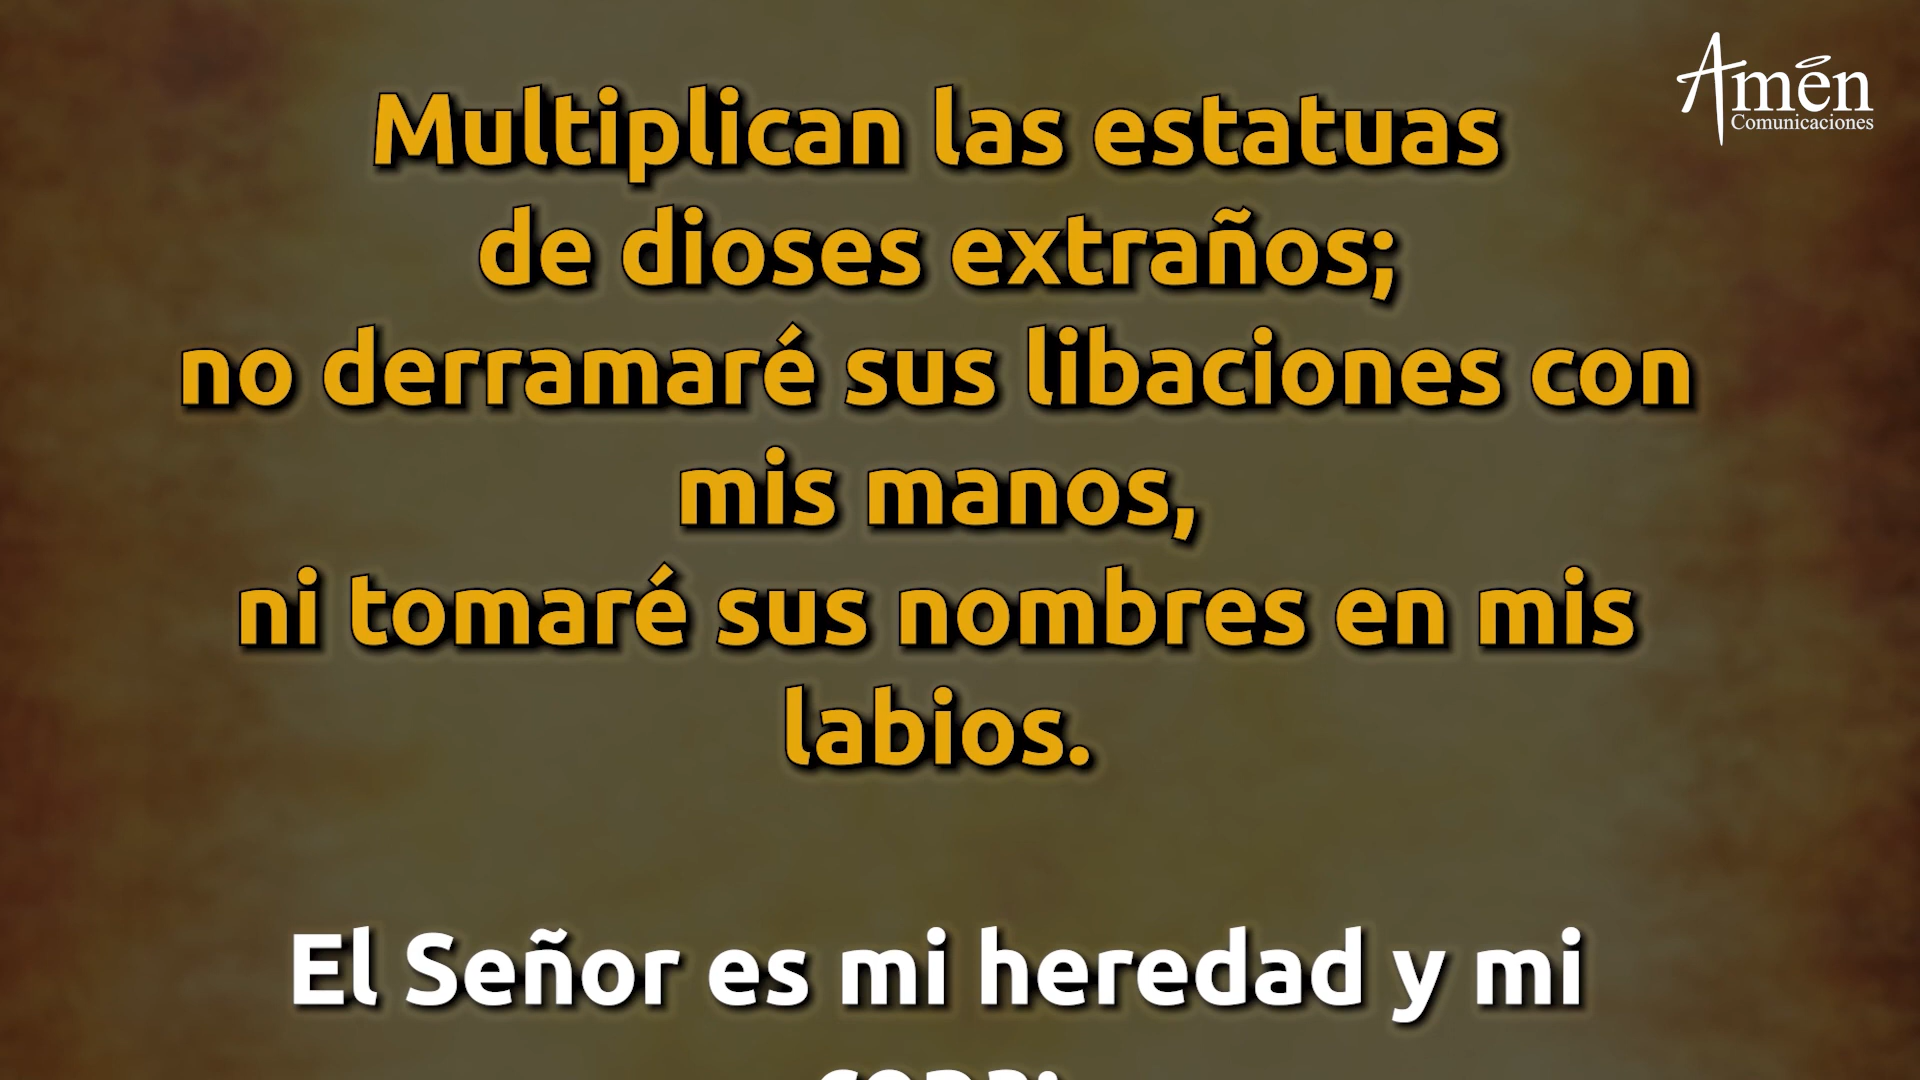 Amén
Comunicaciones
Multiplican las estatuas
de dioses extraños;
no derramaré sus libaciones con
mis manos,
ni tomaré sus nombres en mis
labios.
El Señor es mi heredad y mi